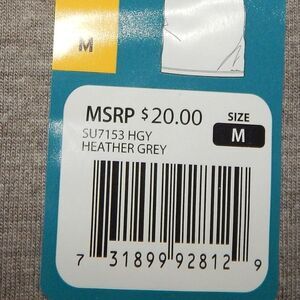 M
MSRP $20.00
SIZE
M
SU7153 HGY
HEATHER GREY
7 31899 92812 9